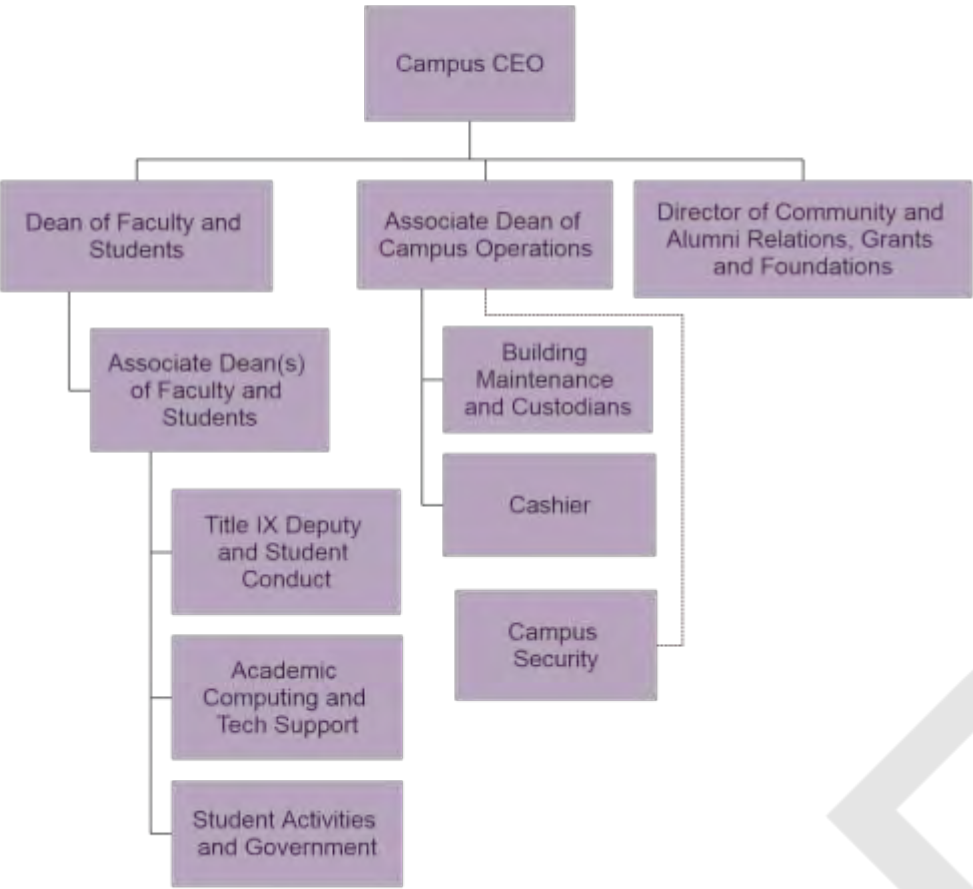 Campus CEO
Dean of Faculty and
Students
Associate Dean of
Campus Operations
Director of Community and
Alumni Relations, Grants
and Foundations
Associate Dean(s)
of Faculty and
Students
Building
Maintenance
and Custodians
Cashier
Title IX Deputy
and Student
Conduct
Campus
Security
Academic
Computing and
Tech Support
Student Activities
and Government